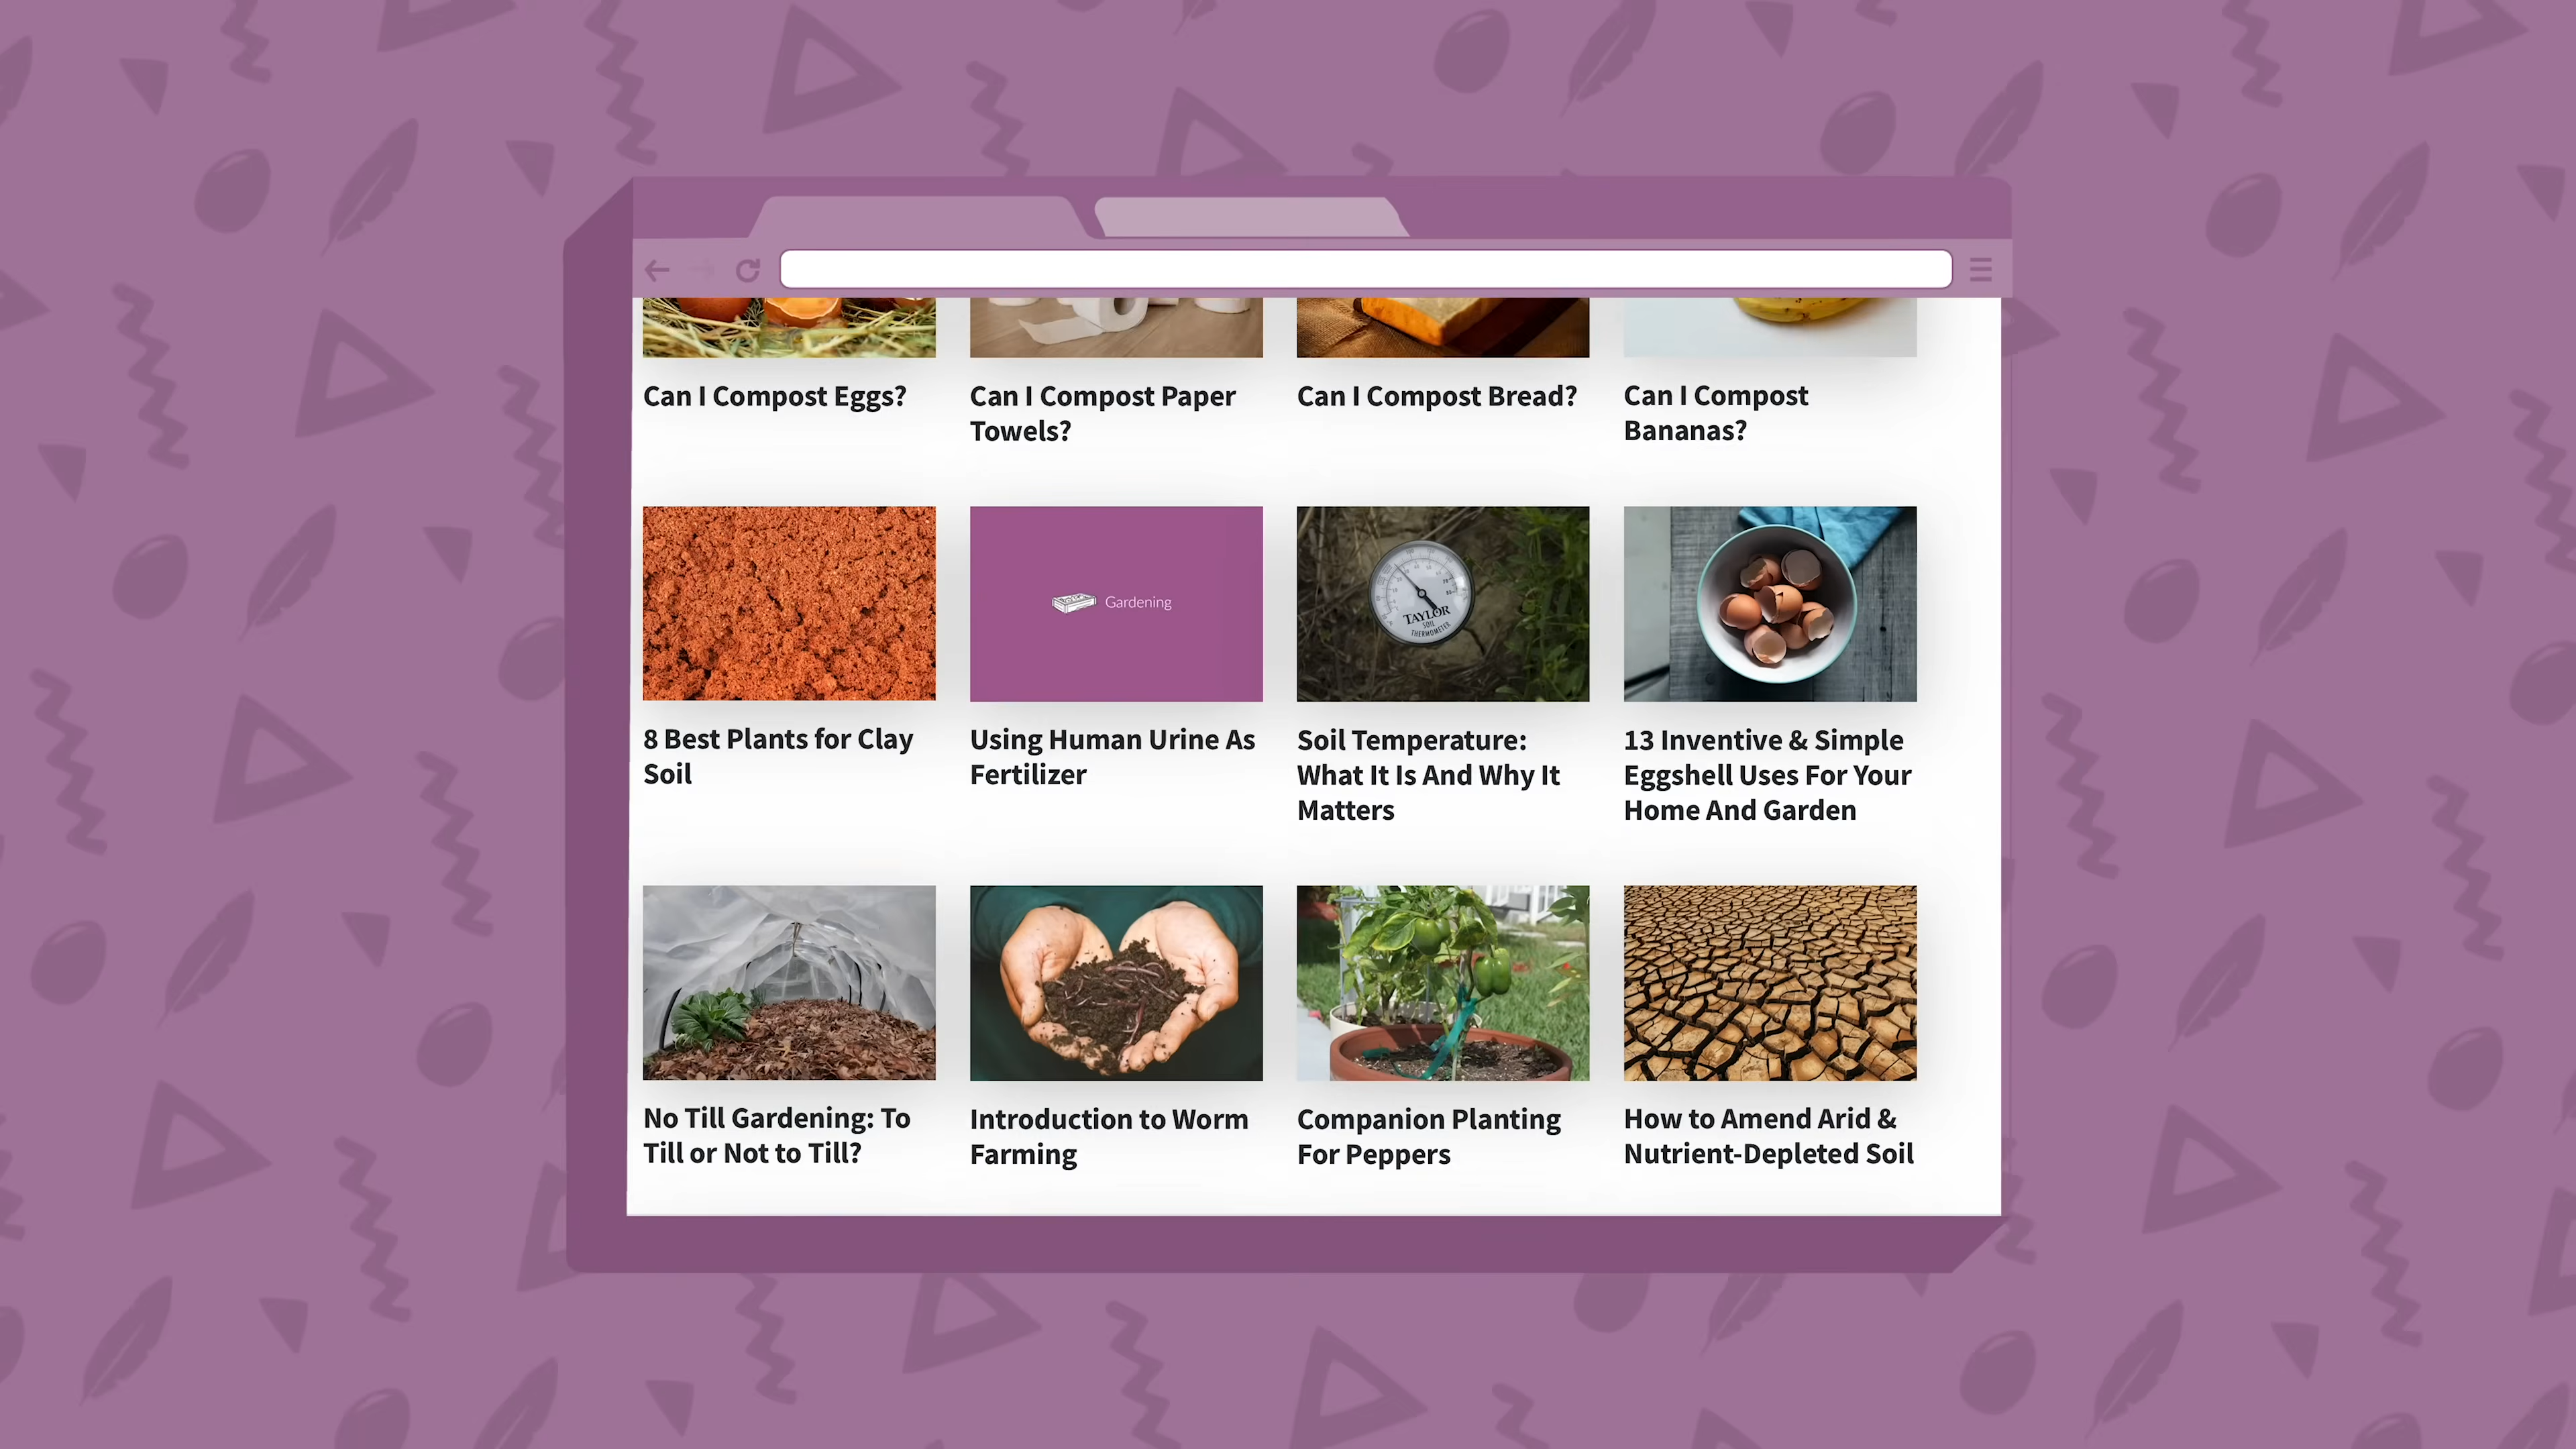 Can I Compost Eggs?
Can I Compost Paper
Towels?
Can I Compost Bread?
Can I Compost
Bananas?
Gardening
TAYLOR
SOIL
THERMOMETER
8 Best Plants for Clay
Soil
Using Human Urine As
Fertilizer
Soil Temperature:
What It Is And Why It
Matters
13 Inventive & Simple
Eggshell Uses For Your
Home And Garden
No Till Gardening: To
Till or Not to Till?
Introduction to Worm
Farming
Companion Planting
For Peppers
How to Amend Arid &
Nutrient-Depleted Soil